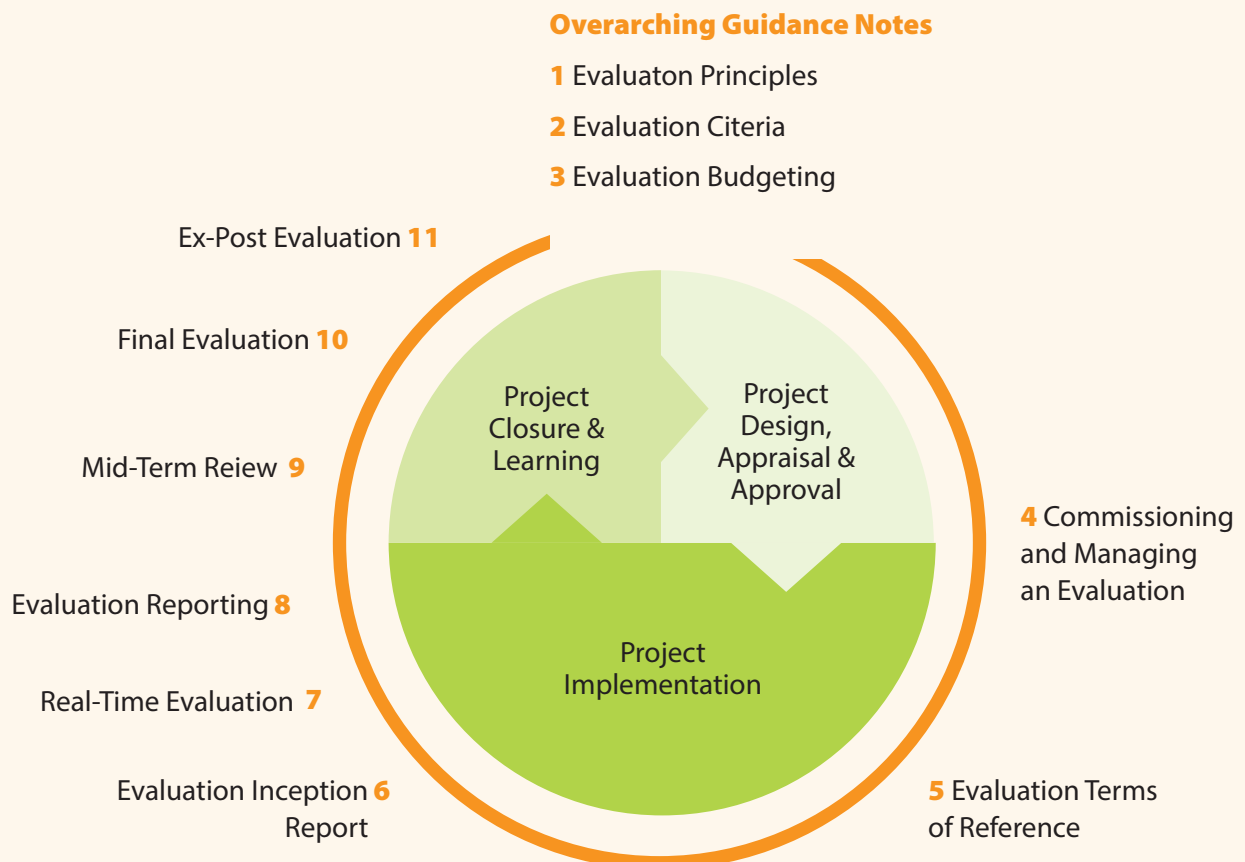 Overarching Guidance Notes
1 Evaluaton Principles
2 Evaluation Citeria
3 Evaluation Budgeting
Ex-Post Evaluation 11
Final Evaluation 10
Mid-Term Reiew 9
Evaluation Reporting 8
Real-Time Evaluation 7
Evaluation Inception 6
Report
Project
Closure &
Learning
Project
Design,
Appraisal &
Approval
Project
Implementation
4 Commissioning
and Managing
an Evaluation
5 Evaluation Terms
of Reference